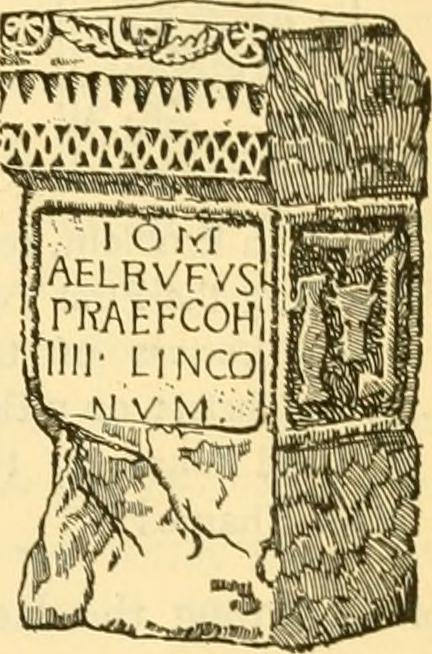 I O M
AELRVFVS
PRAEFCOH
IIII· LINCO
NVM.